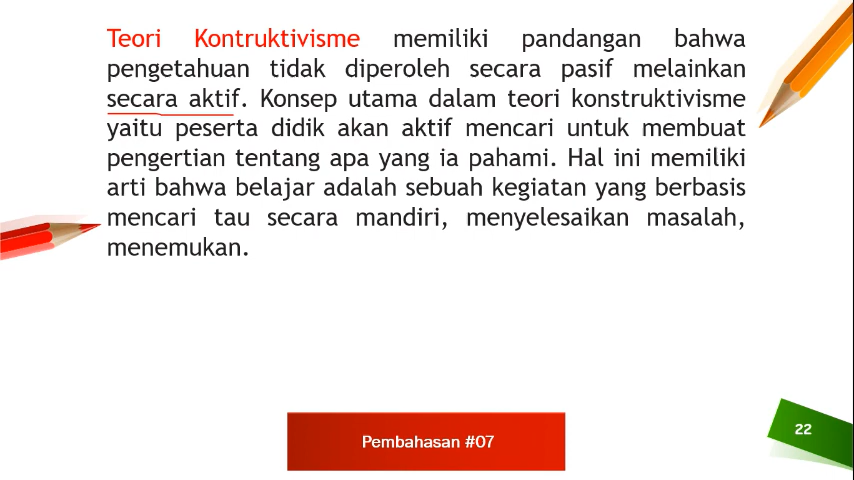 Teori Kontruktivisme memiliki pandangan bahwa
pengetahuan tidak diperoleh secara pasif melainkan
secara aktif. Konsep utama dalam teori konstruktivisme
yaitu peserta didik akan aktif mencari untuk membuat
pengertian tentang apa yang ia pahami. Hal ini memiliki
arti bahwa belajar adalah sebuah kegiatan yang berbasis
mencari tau secara mandiri, menyelesaikan masalah,
menemukan.
22
Pembahasan #07